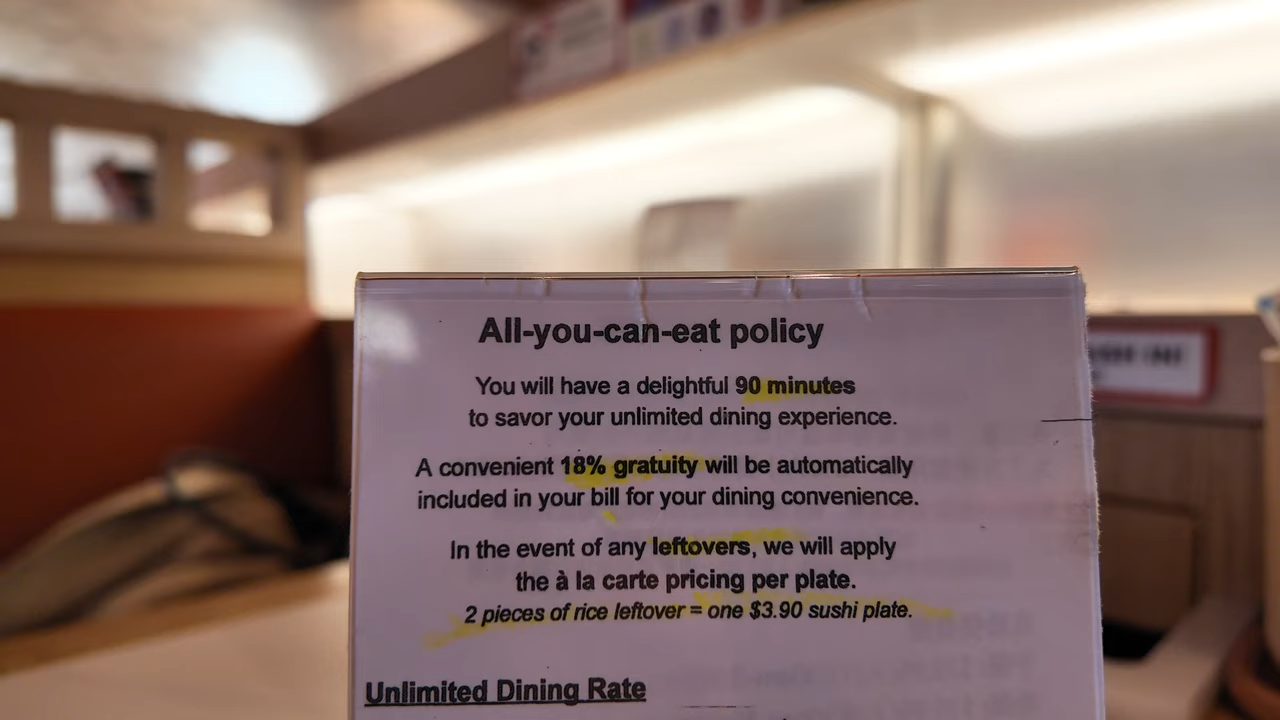 All-you-can-eat policy
You will have a delightful 90 minutes
to savor your unlimited dining experience.
A convenient 18% gratuity will be automatically
included in your bill for your dining convenience.
In the event of any leftovers, we will apply
the à la carte pricing per plate.
2 pieces of rice leftover = one $3.90 sushi plate.
Unlimited Dining Rate